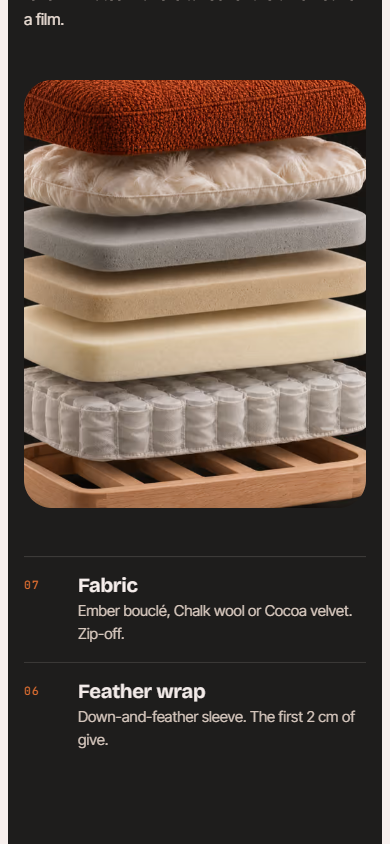 a film.
07
Fabric
Ember bouclé, Chalk wool or Cocoa velvet.
Zip-off.
06
Feather wrap
Down-and-feather sleeve. The first 2 cm of
give.